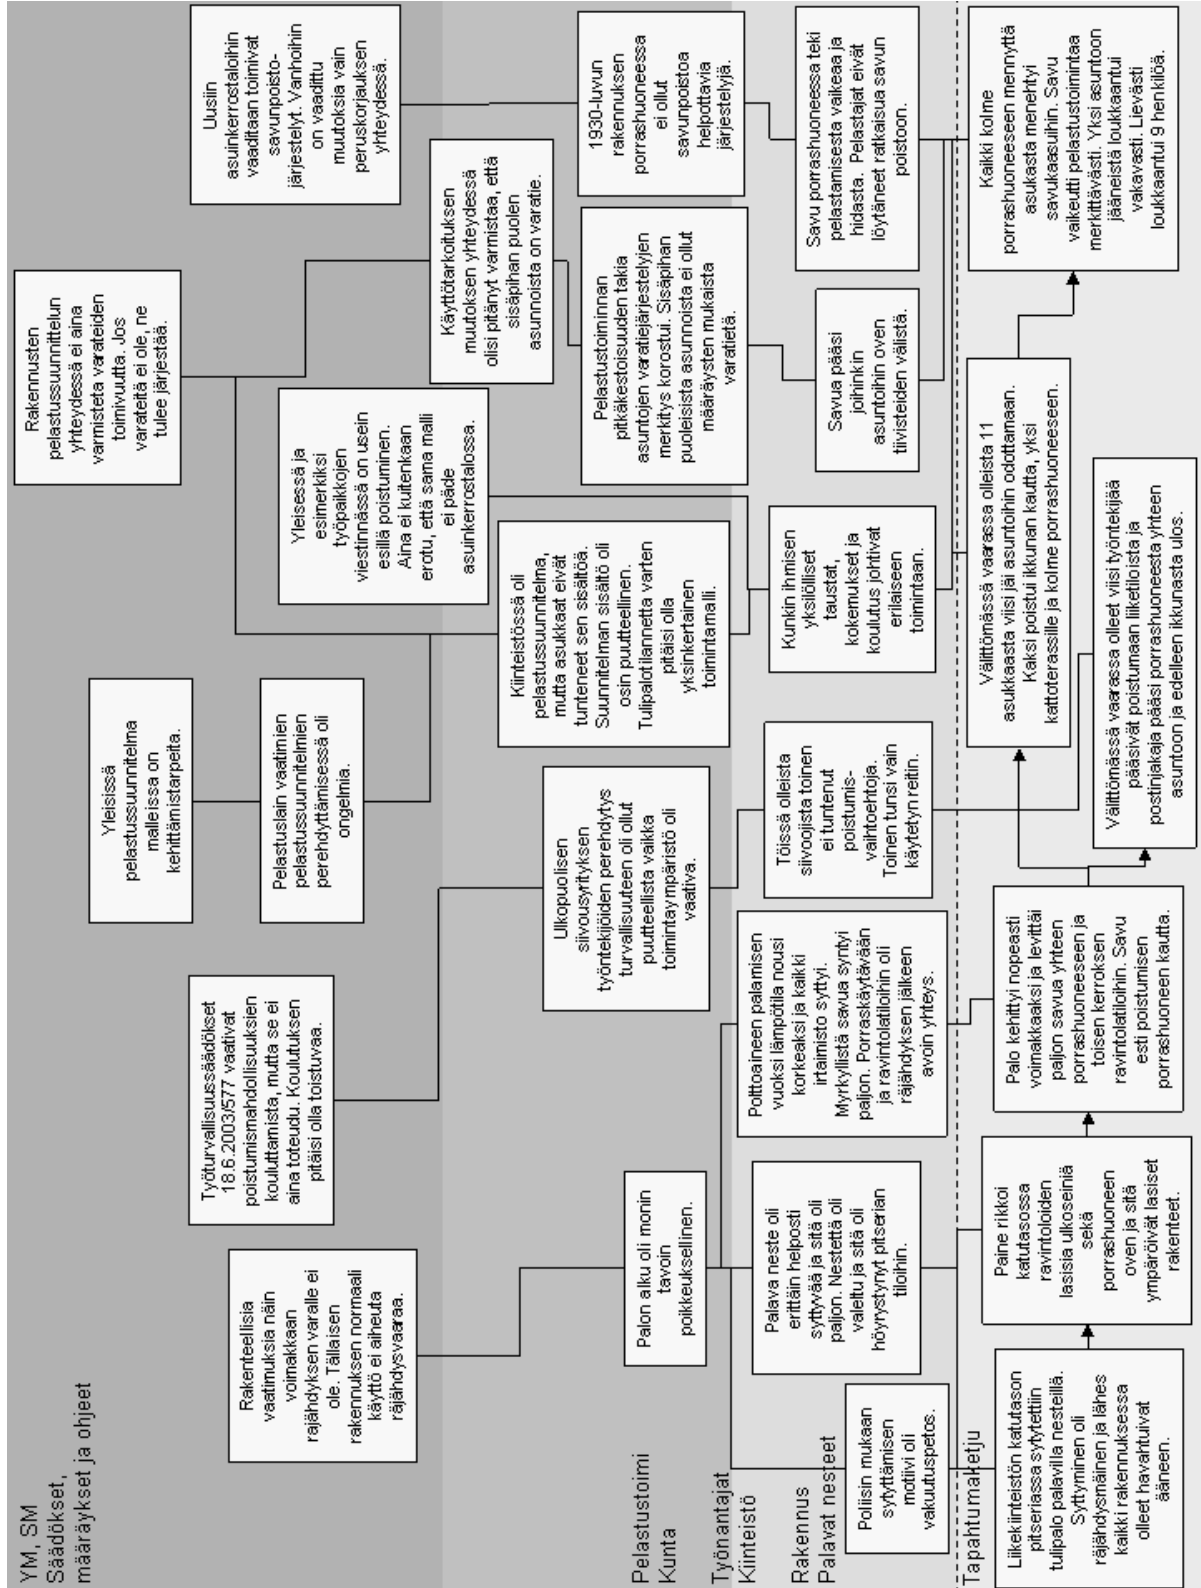 YM, SM
Säädökset,
määräykset ja ohjeet
Rakenteellisia
vaatimuksia näin
voimakkaan
räjähdyksen varalle ei
ole. Tällaisen
rakennuksen normaali
käyttö ei aiheuta
räjähdysvaaraa.
Työturvallisuussäädökset
18.6.2003/577 vaativat
poistumismahdollisuuksien
kouluttamista, mutta se ei
aina toteudu. Koulutuksen
pitäisi olla toistuvaa.
Yleisissä
pelastussuunnitelma
malleissa on
kehittämistarpeita.
Pelastuslain vaatimien
pelastussuunnitelmien
perehdyttämisessä oli
ongelmia.
Rakennusten
pelastussuunnittelun
yhteydessä ei aina
varmisteta varateiden
toimivuutta. Jos
varateitä ei ole, ne
tulee järjestää.
Yleisessä ja
esimerkiksi
työpaikkojen
viestinnässä on usein
esillä poistuminen.
Aina ei kuitenkaan
erotu, että sama malli
ei päde
asuinkerrostalossa.
Uusiin
asuinkerrostaloihin
vaaditaan toimivat
savunpoisto-
järjestelyt. Vanhoihin
on vaadittu
muutoksia vain
peruskorjauksen
yhteydessä.
Käyttötarkoituksen
muutoksen yhteydessä
olisi pitänyt varmistaa, että
sisäpihan puolen
asunnoista on varatie.
Pelastustoimi
Kunta
Palon alku oli monin
tavoin
poikkeuksellinen.
Työnantajat
Kiinteistö
Ulkopuolisen
siivousyrityksen
työntekijöiden perehdytys
turvallisuuteen oli ollut
puutteellista vaikka
toimintaympäristö oli
vaativa.
Kiinteistössä oli
pelastussuunnitelma,
mutta asukkaat eivät
tunteneet sen sisältöä.
Suunnitelman sisältö oli
osin puutteellinen.
Tulipalotilannetta varten
pitäisi olla
yksinkertainen
toimintamalli.
Pelastustoiminnan
pitkäkestoisuuden takia
asuntojen varatiejärjestelyjen
merkitys korostui. Sisäpihan
puoleisista asunnoista ei ollut
määräysten mukaista
varatietä.
1930-luvun
rakennuksen
porrashuoneessa
ei ollut
savunpoistoa
helpottavia
järjestelyjä.
Rakennus
Palavat nesteet
Poliisin mukaan
sytyttämisen
motiivi oli
vakuutuspetos.
Palava neste oli
erittäin helposti
syttyvää ja sitä oli
paljon. Nestettä oli
valeltu ja sitä oli
höyrystynyt pitserian
tiloihin.
Polttoaineen palamisen
vuoksi lämpötila nousi
korkeaksi ja kaikki
irtaimisto syttyi.
Myrkyllistä savua syntyi
paljon. Porraskäytävään
ja ravintolatiloihin oli
räjähdyksen jälkeen
avoin yhteys.
Töissä olleista
siivoojista toinen
ei tuntenut
poistumis-
vaihtoehtoja.
Toinen tunsi vain
käytetyn reitin.
Kunkin ihmisen
yksilölliset
taustat,
kokemukset ja
koulutus johtivat
erilaiseen
toimintaan.
Savua pääsi
joihinkin
asuntoihin oven
tiivisteiden välistä.
Savu porrashuoneessa teki
pelastamisesta vaikeaa ja
hidasta. Pelastajat eivät
löytäneet ratkaisua savun
poistoon.
Tapahtumaketju
Liikekiinteistön katutason
pitseriassa sytytettiin
tulipalo palavilla nesteillä.
Syttyminen oli
räjähdysmäinen ja lähes
kaikki rakennuksessa
olleet havahtuivat
ääneen.
Paine rikkoi
katutasossa
ravintoloiden
lasisia ulkoseiniä
sekä
porrashuoneen
oven ja sitä
ympäröivät lasiset
rakenteet.
Palo kehittyi nopeasti
voimakkaaksi ja levittäi
paljon savua yhteen
porrashuoneeseen ja
toisen kerroksen
ravintolatiloihin. Savu
esti poistumisen
porrashuoneen kautta.
Välittömässä vaarassa olleista 11
asukkaasta viisi jäi asuntoihin odottamaan.
Kaksi poistui ikkunan kautta, yksi
kattoterassille ja kolme porrashuoneeseen.
Välittömässä vaarassa olleet viisi työntekijää
pääsivät poistumaan liiketiloista ja
postinjakaja pääsi porrashuoneesta yhteen
asuntoon ja edelleen ikkunasta ulos.
Kaikki kolme
porrashuoneeseen mennyttä
asukasta menehtyi
savukaasuihin. Savu
vaikeutti pelastustoimintaa
merkittävästi. Yksi asuntoon
jääneistä loukkaantui
vakavasti. Lievästi
loukkaantui 9 henkilöä.